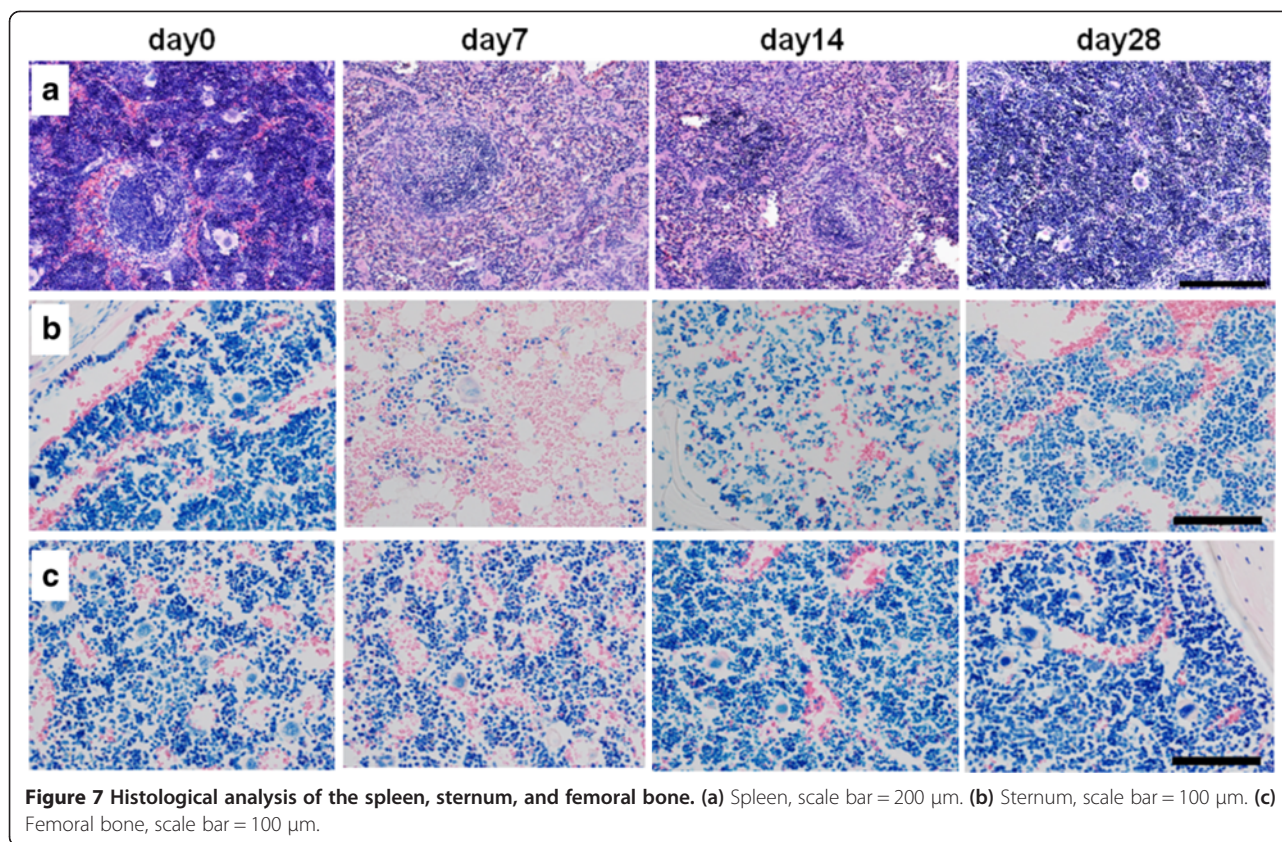 day0 day7 day14 day28
a
b
c
Figure 7 Histological analysis of the spleen, sternum, and femoral bone. (a) Spleen, scale bar = 200 μm. (b) Sternum, scale bar = 100 μm. (c)
Femoral bone, scale bar = 100 μm.